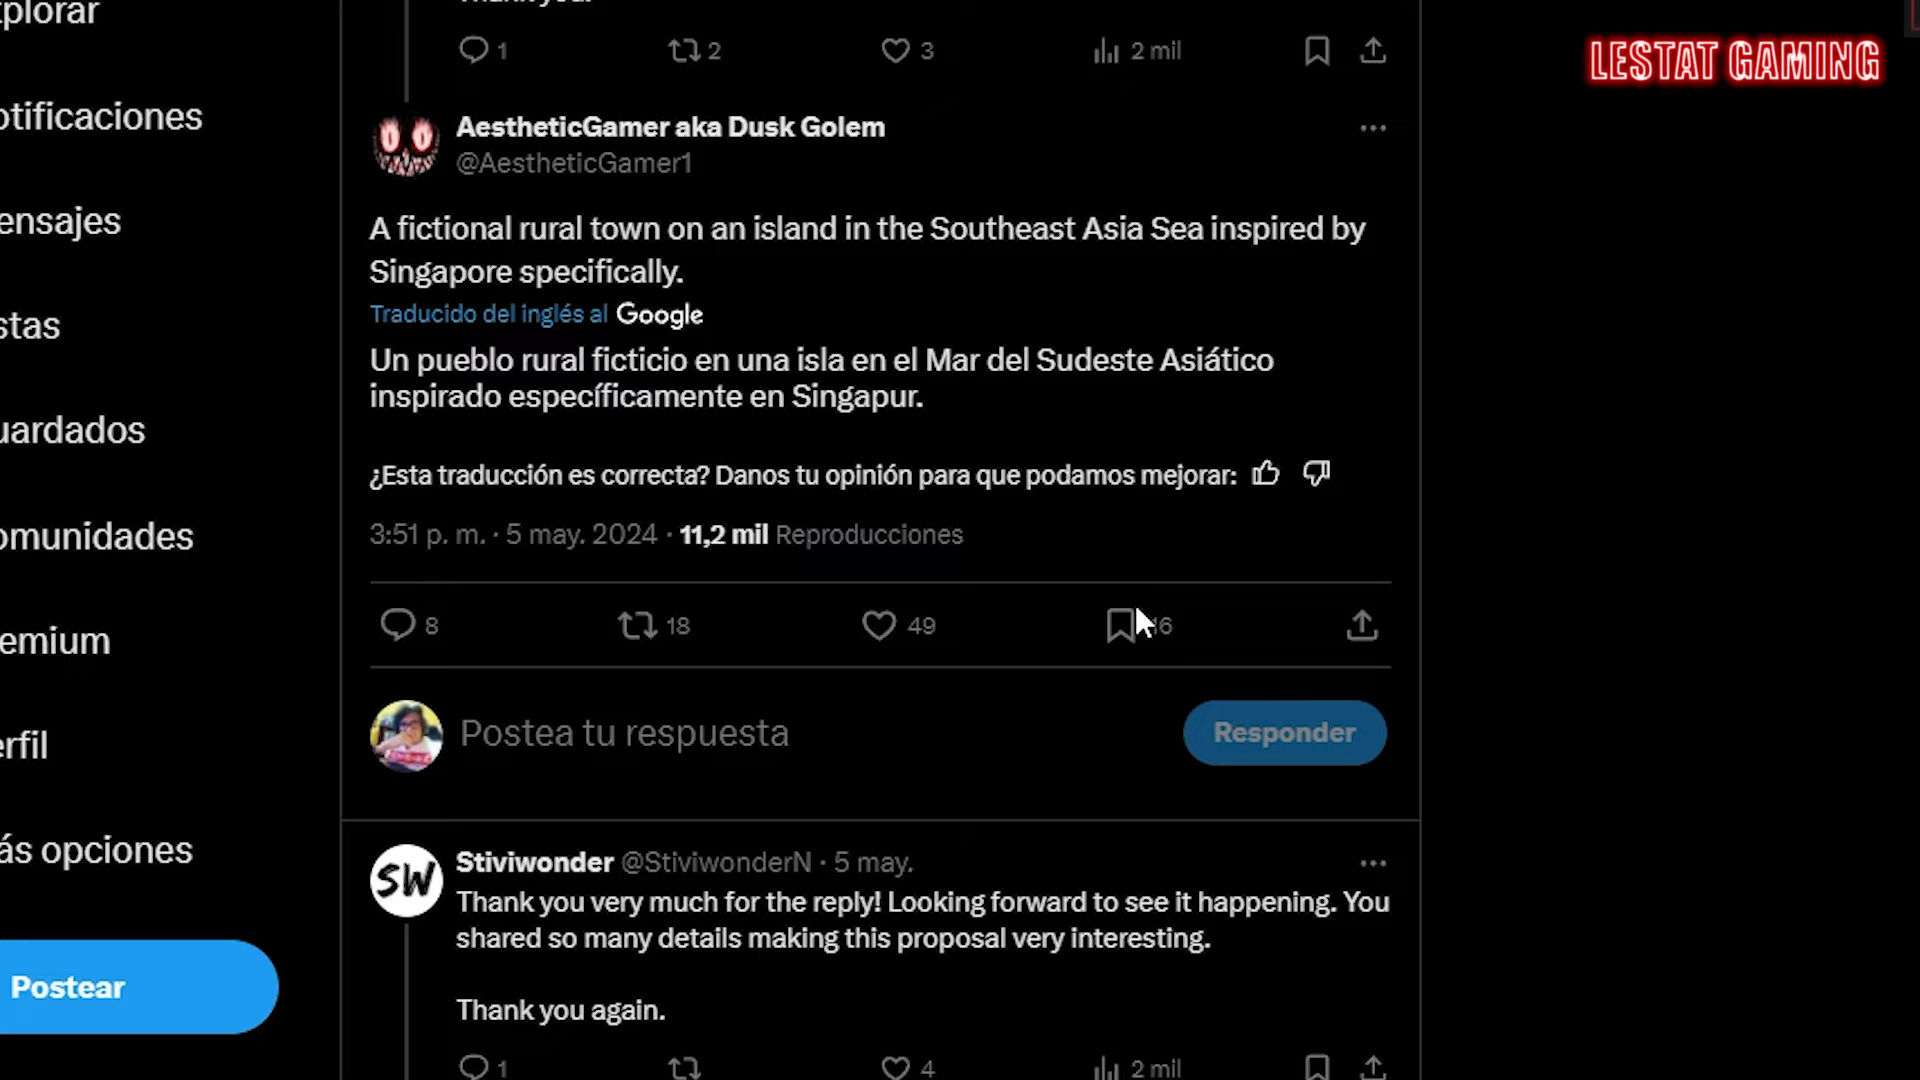 plorar
1
2
3
2 mil
LESTAT GAMING
otificaciones
AestheticGamer aka Dusk Golem
@AestheticGamer1
ensajes
A fictional rural town on an island in the Southeast Asia Sea inspired by
Singapore specifically.
Traducido del inglés al Google
stas
Un pueblo rural ficticio en una isla en el Mar del Sudeste Asiático
inspirado específicamente en Singapur.
uardados
¿Esta traducción es correcta? Danos tu opinión para que podamos mejorar:
3:51 p. m. · 5 may. 2024 · 11,2 mil Reproducciones
omunidades
8
18
49
16
emium
Postea tu respuesta
Responder
erfil
ás opciones
SW
Stiviwonder @StiviwonderN · 5 may.
Thank you very much for the reply! Looking forward to see it happening. You
shared so many details making this proposal very interesting.
Postear
Thank you again.
1
4
2 mil